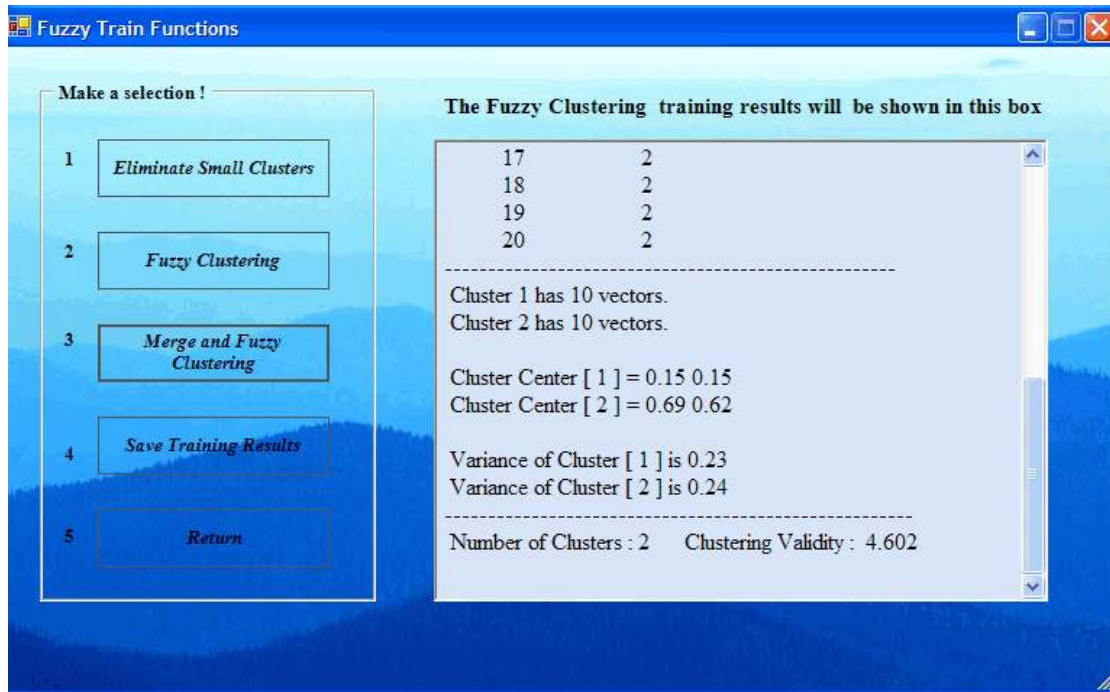 Fuzzy Train Functions
Make a selection !
1 Eliminate Small Clusters
2 Fuzzy Clustering
3 Merge and Fuzzy
Clustering
4 Save Training Results
5 Return
The Fuzzy Clustering training results will be shown in this box
17 2
18 2
19 2
20 2
----------------------------------------------------
Cluster 1 has 10 vectors.
Cluster 2 has 10 vectors.
Cluster Center [ 1 ] = 0.15 0.15
Cluster Center [ 2 ] = 0.69 0.62
Variance of Cluster [ 1 ] is 0.23
Variance of Cluster [ 2 ] is 0.24
------------------------------------------------------
Number of Clusters : 2 Clustering Validity : 4.602